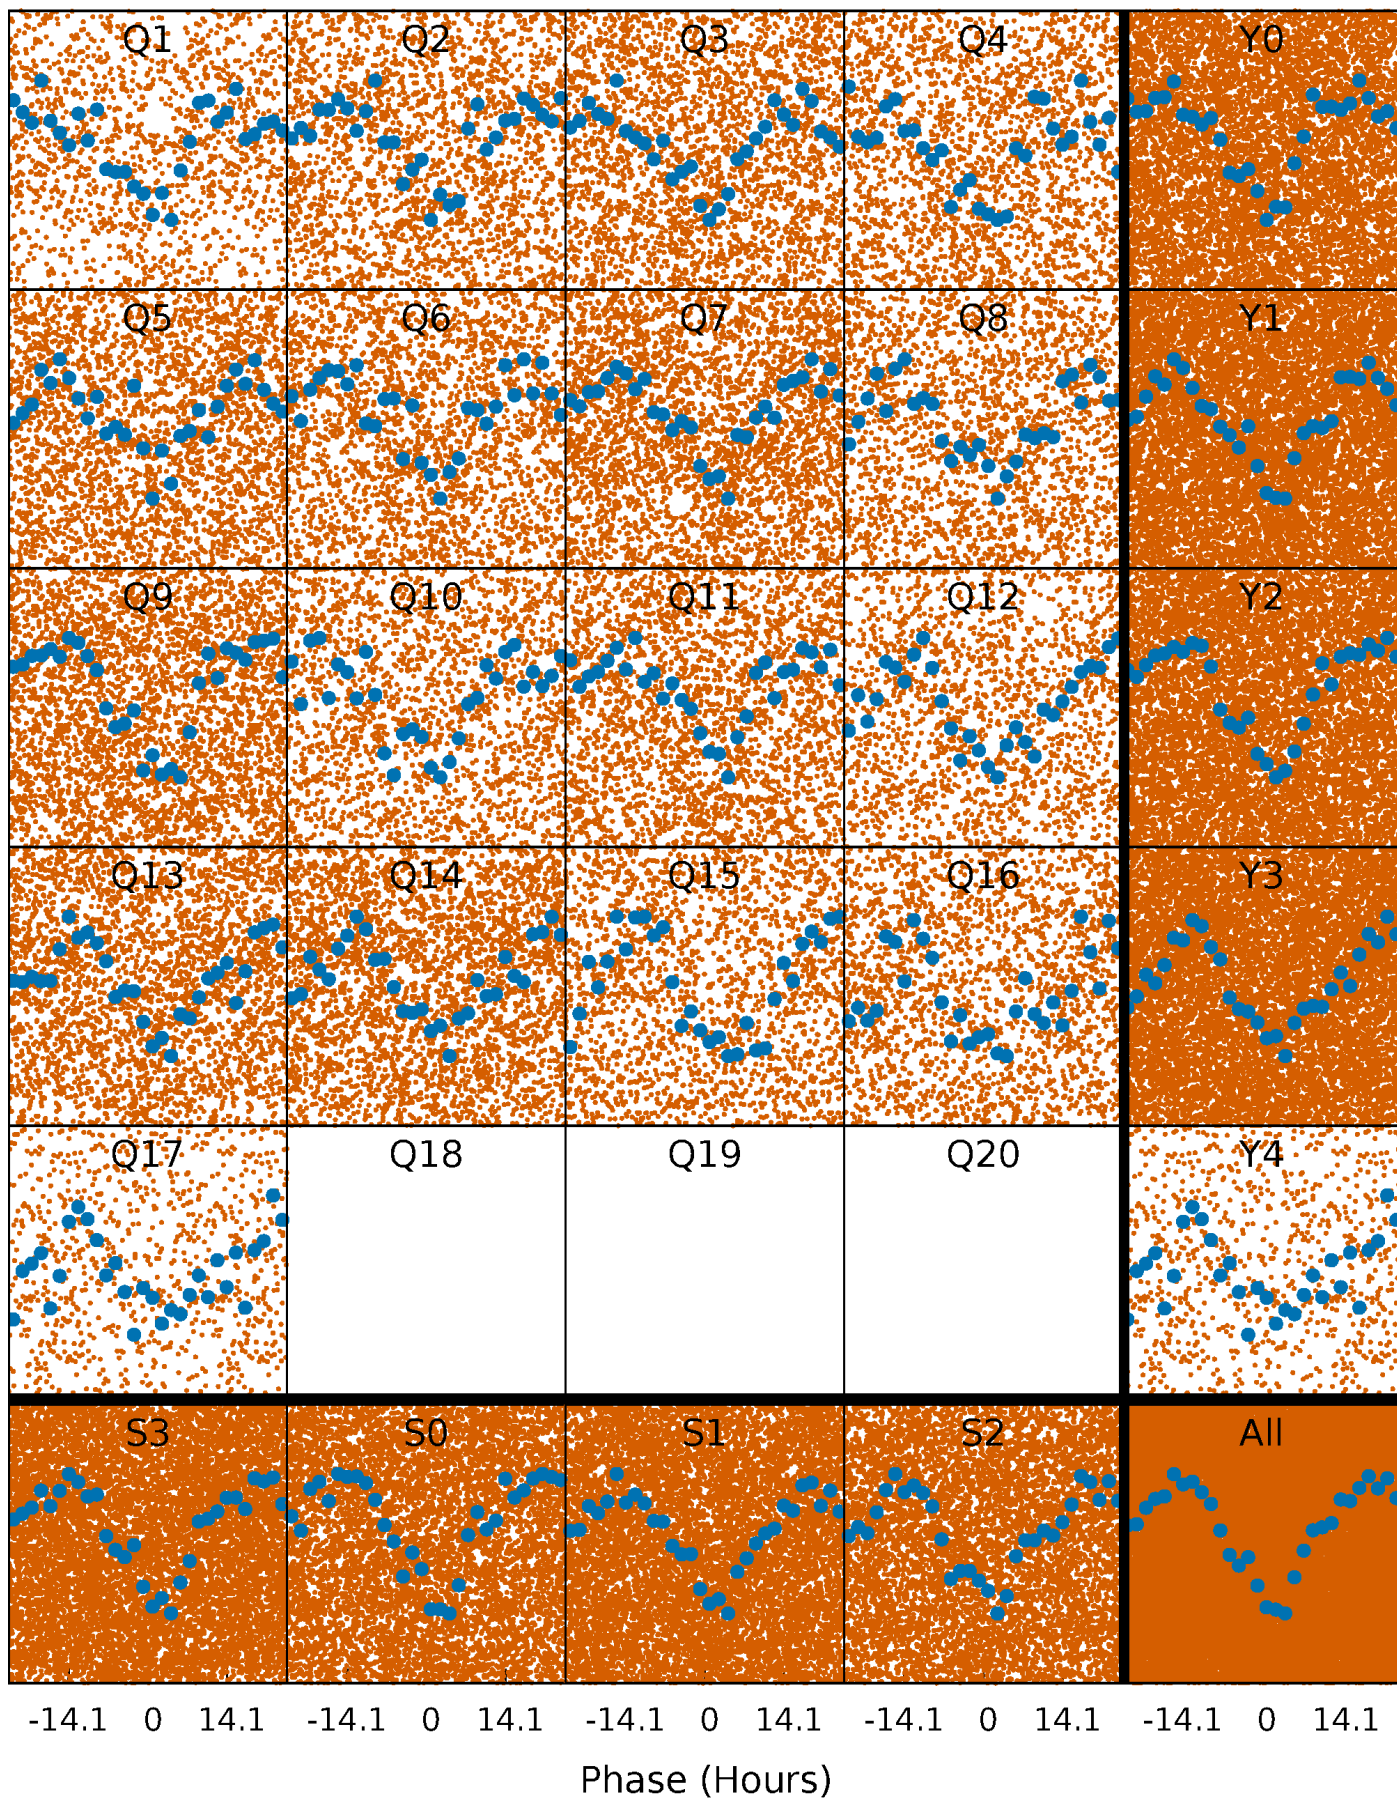 Q1 Q2 Q3 Q4 Y0
Q5 Q6 Q7 Q8 Y1
Q9 Q10 Q11 Q12 Y2
Q13 Q14 Q15 Q16 Y3
Q17 Q18 Q19 Q20 Y4
S3 S0 S1 S2 All
-14.1 0 14.1 -14.1 0 14.1 -14.1 0 14.1 -14.1 0 14.1 -14.1 0 14.1
Phase (Hours)